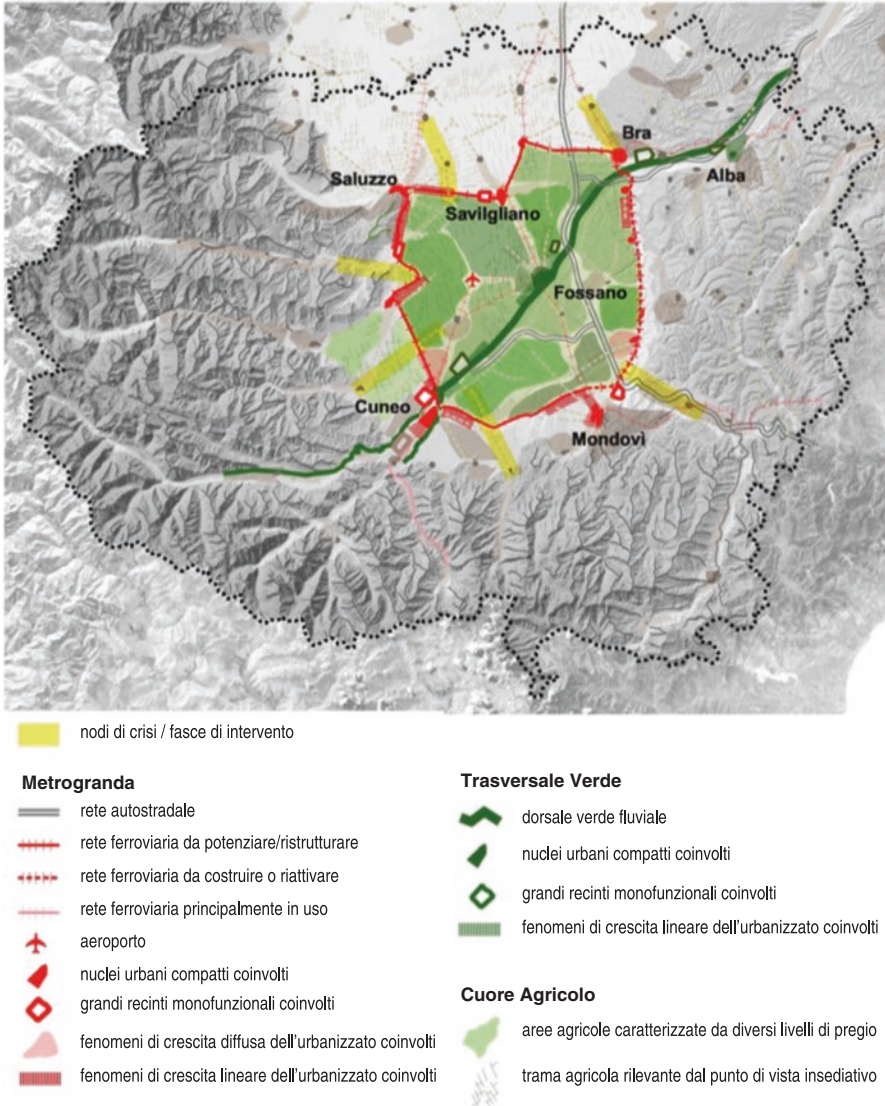 Bra
Saluzzo
Alba
Savilgliano
Fossano
Cuneo
Mondovì
nodi di crisi / fasce di intervento
Metrogranda
rete autostradale
rete ferroviaria da potenziare/ristrutturare
rete ferroviaria da costruire o riattivare
rete ferroviaria principalmente in uso
aeroporto
nuclei urbani compatti coinvolti
grandi recinti monofunzionali coinvolti
fenomeni di crescita diffusa dell'urbanizzato coinvolti
fenomeni di crescita lineare dell'urbanizzato coinvolti
Trasversale Verde
dorsale verde fluviale
nuclei urbani compatti coinvolti
grandi recinti monofunzionali coinvolti
fenomeni di crescita lineare dell'urbanizzato coinvolti
Cuore Agricolo
aree agricole caratterizzate da diversi livelli di pregio
trama agricola rilevante dal punto di vista insediativo